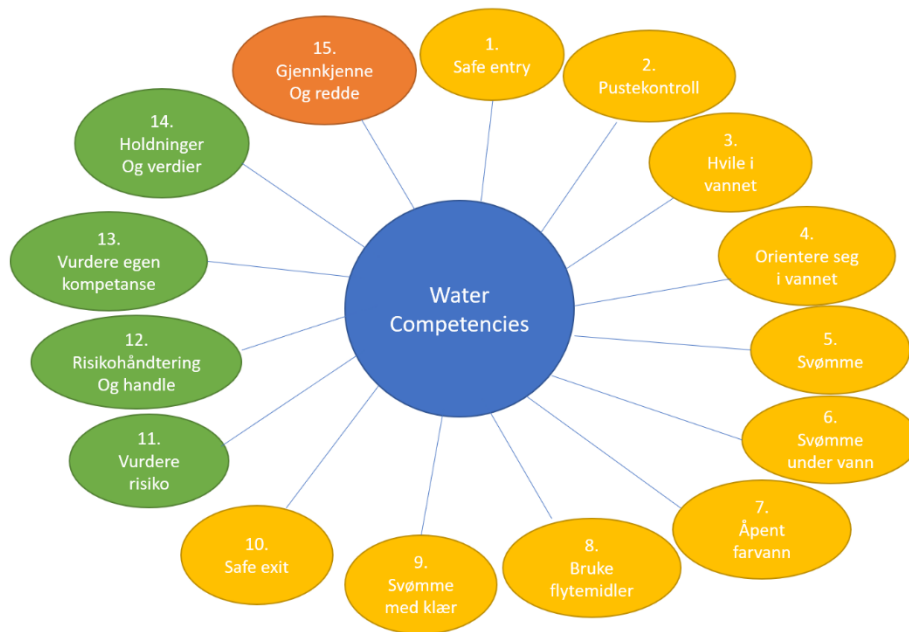 Water
Competencies
1.
Safe entry
2.
Pustekontroll
3.
Hvile i
vannet
4.
Orientere seg
i vannet
5.
Svømme
6.
Svømme
under vann
7.
Åpent
farvann
8.
Bruke
flytemidler
9.
Svømme
med klær
10.
Safe exit
11.
Vurdere
risiko
12.
Risikohåndtering
Og handle
13.
Vurdere egen
kompetanse
14.
Holdninger
Og verdier
15.
Gjennkjenne
Og redde